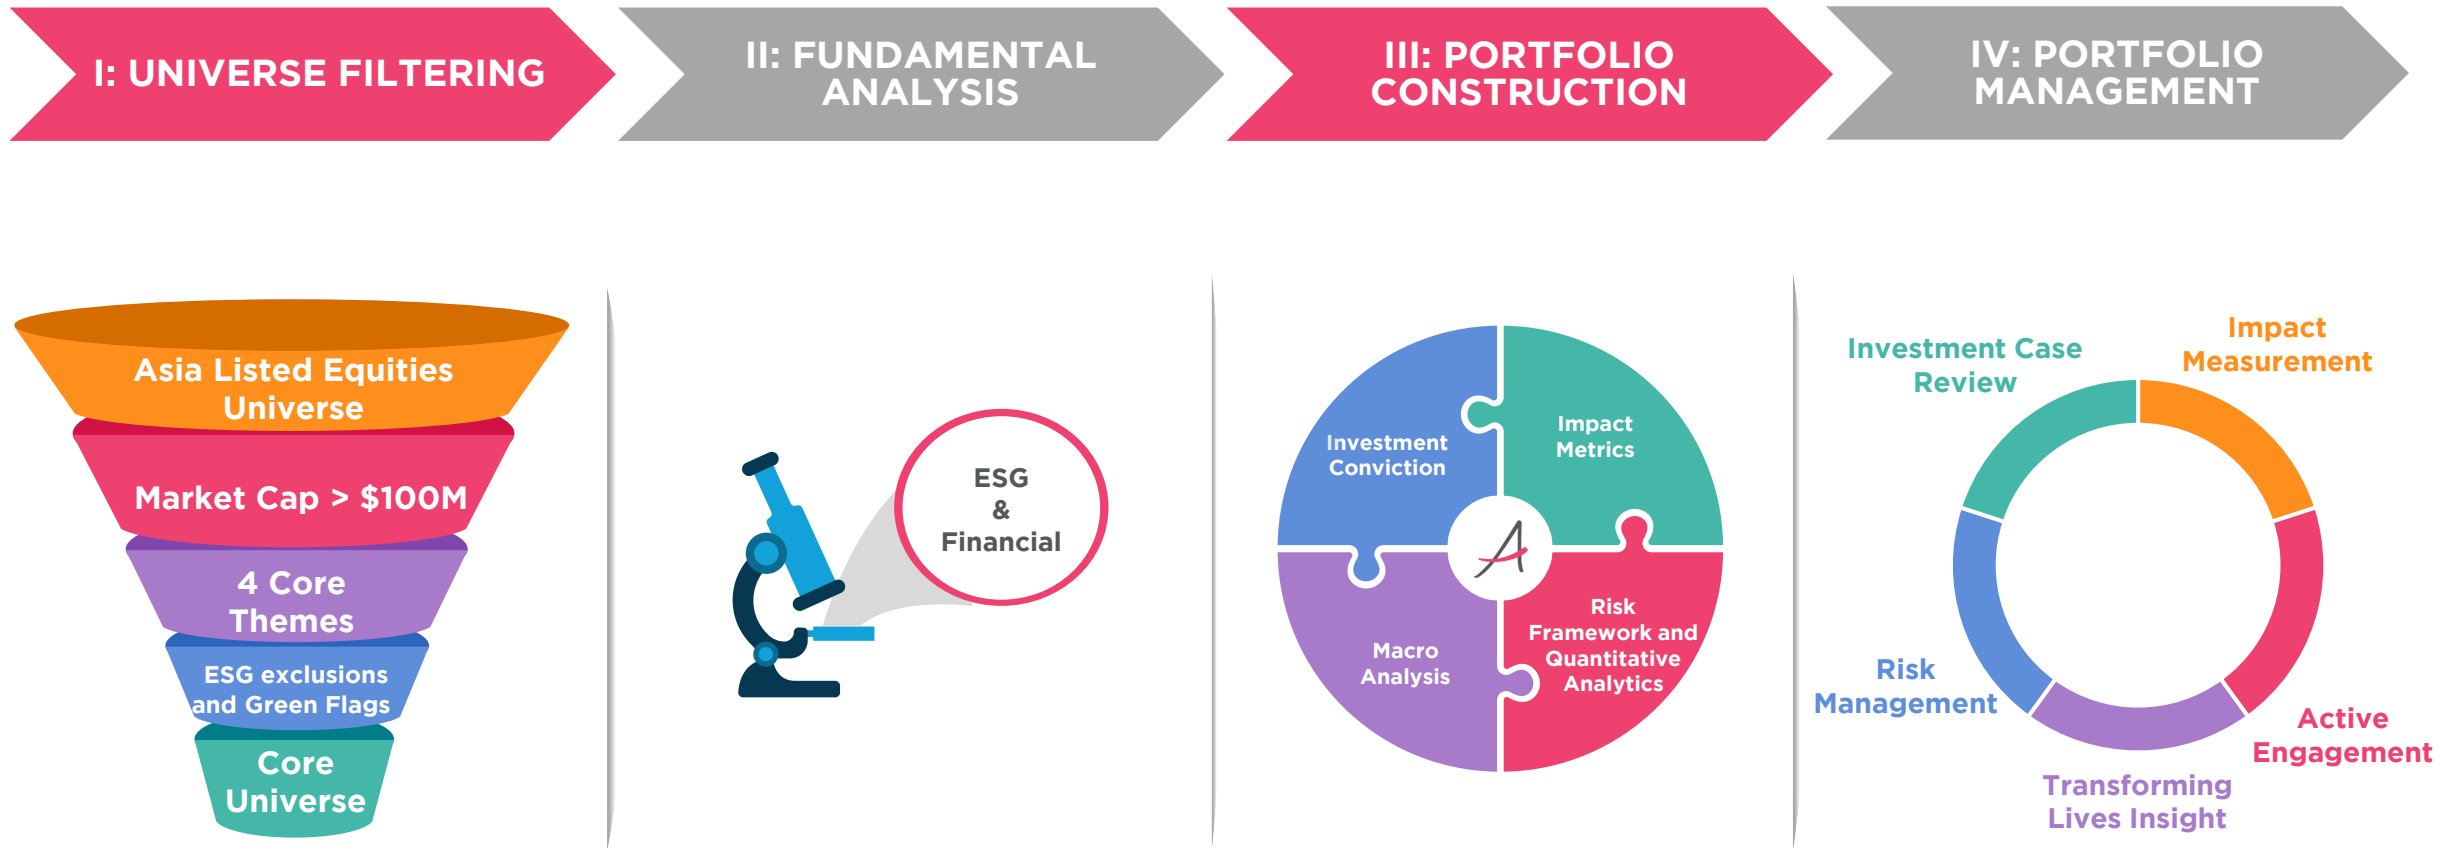 I: UNIVERSE FILTERING
II: FUNDAMENTAL
ANALYSIS
III: PORTFOLIO
CONSTRUCTION
IV: PORTFOLIO
MANAGEMENT
Asia Listed Equities
Universe
Market Cap > $100M
4 Core
Themes
ESG exclusions
and Green Flags
Core
Universe
ESG
&
Financial
Investment
Conviction
Impact
Metrics
Macro
Analysis
Risk
Framework and
Quantitative
Analytics
A
Investment Case
Review
Impact
Measurement
Risk
Management
Active
Engagement
Transforming
Lives Insight